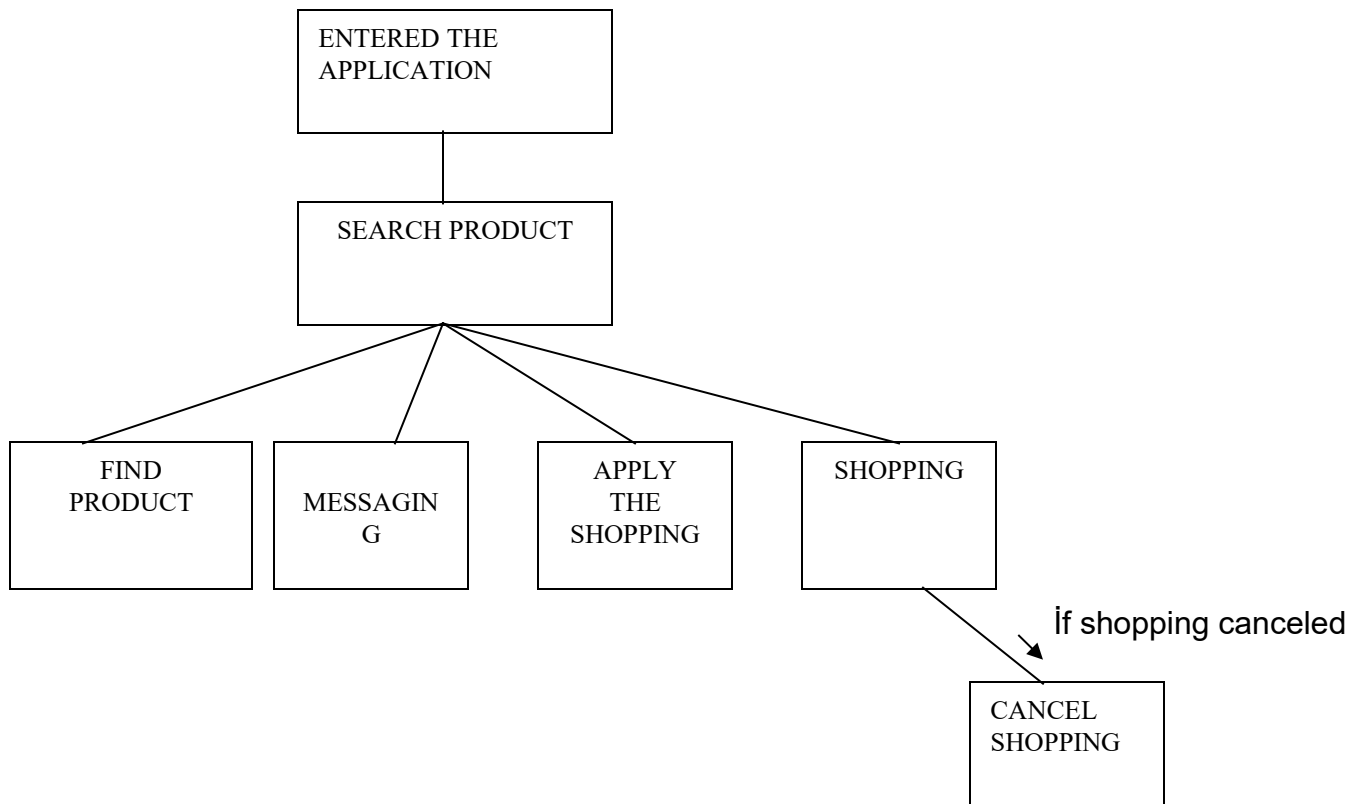 ENTERED THE
APPLICATION
SEARCH PRODUCT
FIND
PRODUCT
MESSAGIN
G
APPLY
THE
SHOPPING
SHOPPING
İf shopping canceled
CANCEL
SHOPPING